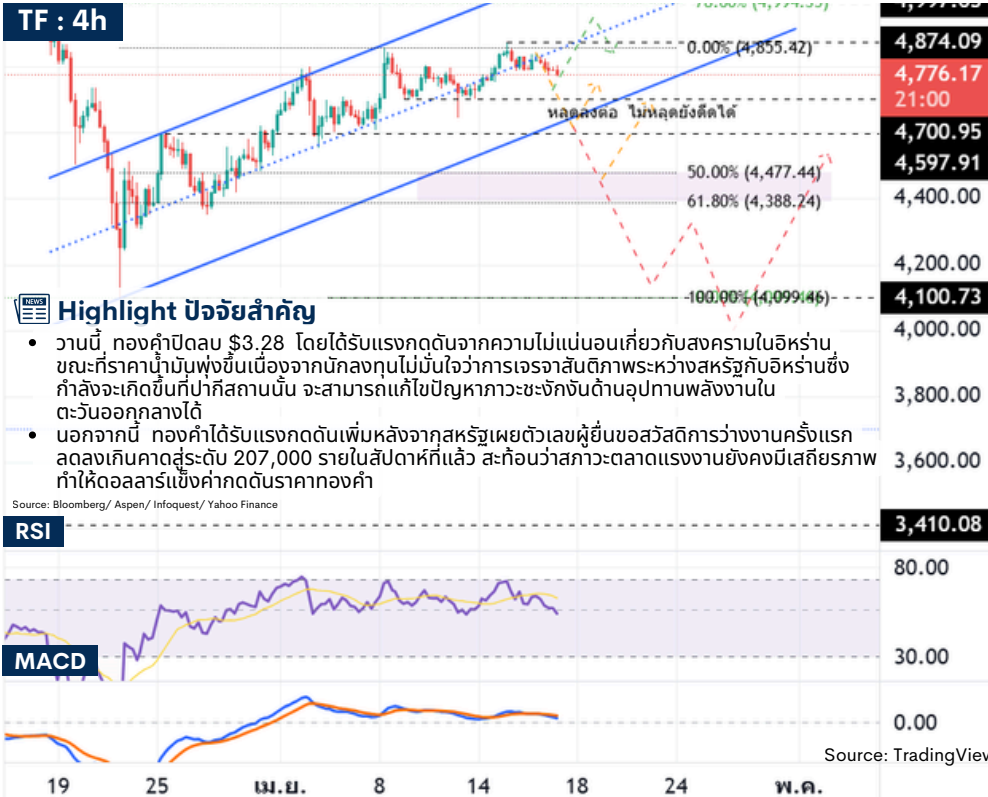 TF : 4h
4,997.65
78.60% (4,994.55)
4,874.09
0.00% (4,855.42)
4,776.17
21:00
หลุดลงต่อ ไม่หลุดยังดีดได้
4,700.95
4,597.91
50.00% (4,477.44)
61.80% (4,388.24)
4,400.00
4,200.00
100.00% (4,099.46)
4,100.73
4,000.00
NEWS
Highlight ปัจจัยสำคัญ
วานนี้ ทองคำปิดลบ $3.28 โดยได้รับแรงกดดันจากความไม่แน่นอนเกี่ยวกับสงครามในอิหร่าน
ขณะที่ราคาน้ำมันพุ่งขึ้นเนื่องจากนักลงทุนไม่มั่นใจว่าการเจรจาสันติภาพระหว่างสหรัฐกับอิหร่านซึ่ง
กำลังจะเกิดขึ้นที่ปากีสถานนั้น จะสามารถแก้ไขปัญหาภาวะชะงักงันด้านอุปทานพลังงานใน
ตะวันออกกลางได้
3,800.00
นอกจากนี้ ทองคำได้รับแรงกดดันเพิ่มหลังจากสหรัฐเผยตัวเลขผู้ยื่นขอสวัสดิการว่างงานครั้งแรก
ลดลงเกินคาดสู่ระดับ 207,000 รายในสัปดาห์ที่แล้ว สะท้อนว่าสภาวะตลาดแรงงานยังคงมีเสถียรภาพ
ทำให้ดอลลาร์แข็งค่ากดดันราคาทองคำ
3,600.00
Source: Bloomberg/ Aspen/ Infoquest/ Yahoo Finance
RSI
3,410.08
80.00
30.00
MACD
0.00
Source: TradingView
19 25 เม.ย. 8 14 18 24 พ.ค.